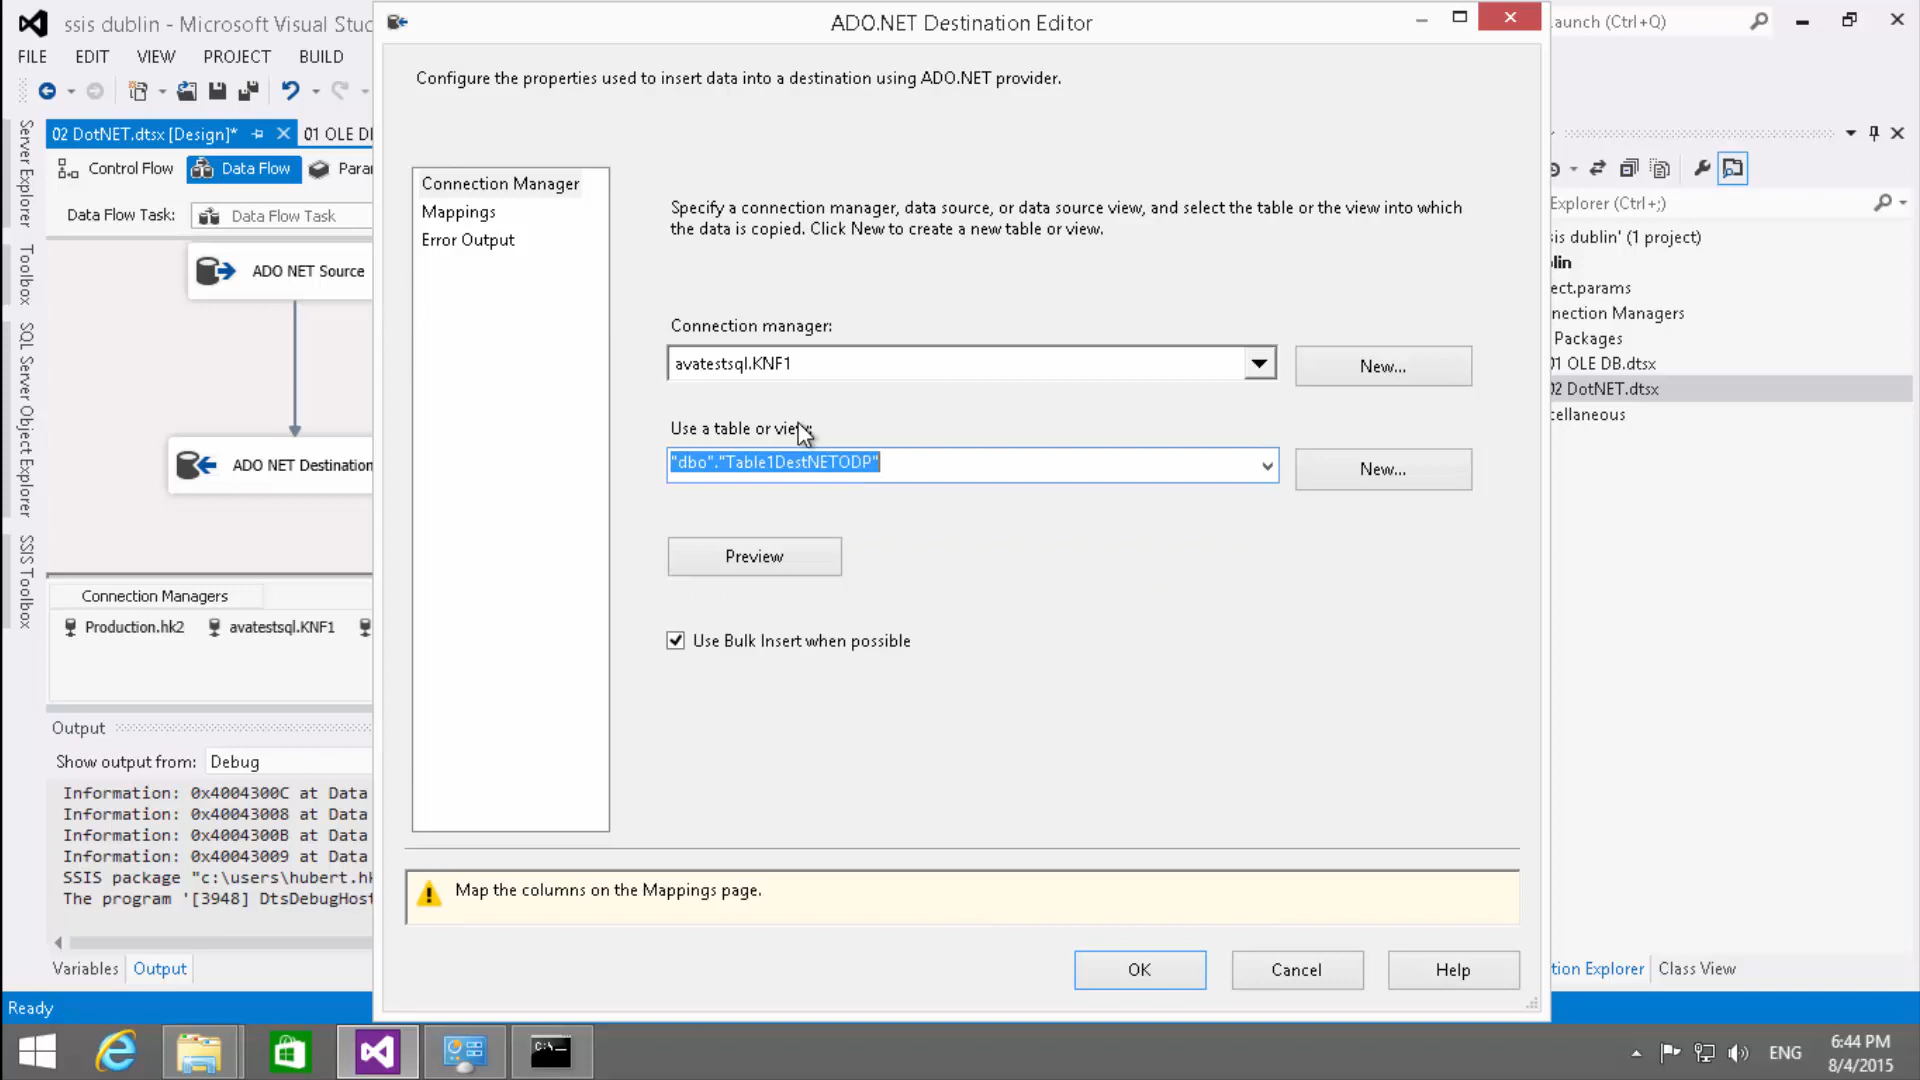 ssis dublin - Microsoft Visual Stud
ADO.NET Destination Editor
aunch (Ctrl+Q)
FILE EDIT VIEW PROJECT BUILD
Configure the properties used to insert data into a destination using ADO.NET provider.
02 DotNET.dtsx [Design]*
01 OLE D
Control Flow
Data Flow
Para
Data Flow Task:
Data Flow Task
Server Explorer
Toolbox
SQL Server Object Explorer
SSIS Toolbox
ADO NET Source
ADO NET Destination
Connection Managers
Production.hk2
avatestsql.KNF1
Output
Show output from:
Debug
Information: 0x4004300C at Data
Information: 0x40043008 at Data
Information: 0x4004300B at Data
Information: 0x40043009 at Data
SSIS package "c:\users\hubert.hk
The program '[3948] DtsDebugHost
Variables
Output
Ready
Connection Manager
Mappings
Error Output
Specify a connection manager, data source, or data source view, and select the table or the view into which
the data is copied. Click New to create a new table or view.
Connection manager:
avatestsql.KNF1
New...
Use a table or view:
"dbo"."Table1DestNETODP"
New...
Preview
Use Bulk Insert when possible
Map the columns on the Mappings page.
OK
Cancel
Help
Explorer (Ctrl+;)
sis dublin' (1 project)
lin
ect.params
nection Managers
Packages
01 OLE DB.dtsx
02 DotNET.dtsx
cellaneous
tion Explorer
Class View
ENG
6:44 PM
8/4/2015